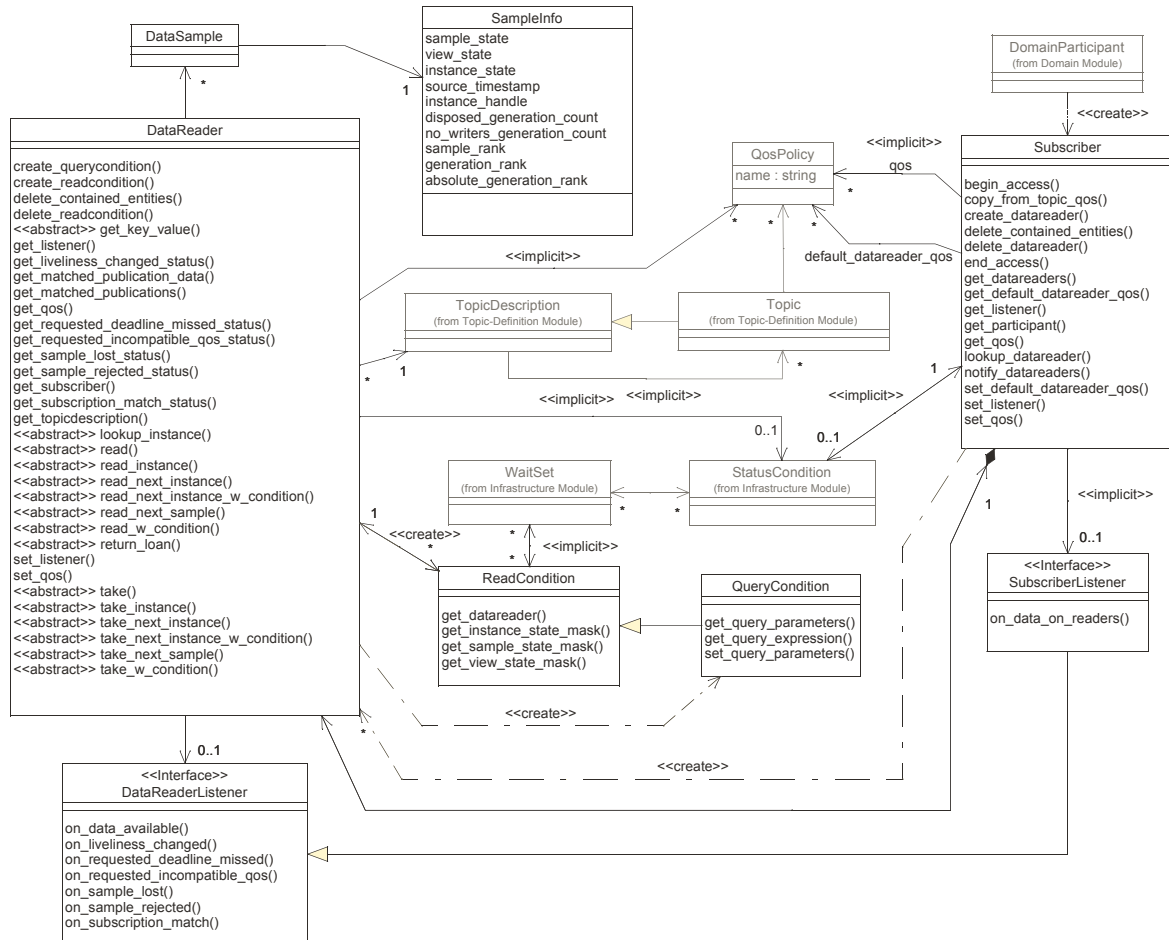 DataSample
*
SampleInfo
sample_state
view_state
instance_state
source_timestamp
instance_handle
disposed_generation_count
no_writers_generation_count
sample_rank
generation_rank
absolute_generation_rank
1
DomainParticipant
(from Domain Module)
<<create>>
DataReader
create_querycondition()
create_readcondition()
delete_contained_entities()
delete_readcondition()
<<abstract>> get_key_value()
get_listener()
get_liveliness_changed_status()
get_matched_publication_data()
get_matched_publications()
get_qos()
get_requested_deadline_missed_status()
get_requested_incompatible_qos_status()
get_sample_lost_status()
get_sample_rejected_status()
get_subscriber()
get_subscription_match_status()
get_topicdescription()
<<abstract>> lookup_instance()
<<abstract>> read()
<<abstract>> read_instance()
<<abstract>> read_next_instance()
<<abstract>> read_next_instance_w_condition()
<<abstract>> read_next_sample()
<<abstract>> read_w_condition()
<<abstract>> return_loan()
set_listener()
set_qos()
<<abstract>> take()
<<abstract>> take_instance()
<<abstract>> take_next_instance()
<<abstract>> take_next_instance_w_condition()
<<abstract>> take_next_sample()
<<abstract>> take_w_condition()
QosPolicy
name : string
<<implicit>>
qos
*
*
*
*
default_datareader_qos
<<implicit>>
Subscriber
begin_access()
copy_from_topic_qos()
create_datareader()
delete_contained_entities()
delete_datareader()
end_access()
get_datareaders()
get_default_datareader_qos()
get_listener()
get_participant()
get_qos()
lookup_datareader()
notify_datareaders()
set_default_datareader_qos()
set_listener()
set_qos()
TopicDescription
(from Topic-Definition Module)
Topic
(from Topic-Definition Module)
*
1
*
1
<<implicit>>
<<implicit>>
<<implicit>>
0..1
0..1
WaitSet
(from Infrastructure Module)
StatusCondition
(from Infrastructure Module)
*
*
1
<<create>>
*
*
*
<<implicit>>
1
<<implicit>>
0..1
ReadCondition
get_datareader()
get_instance_state_mask()
get_sample_state_mask()
get_view_state_mask()
QueryCondition
get_query_parameters()
get_query_expression()
set_query_parameters()
<<Interface>>
SubscriberListener
on_data_on_readers()
<<create>>
*
<<create>>
0..1
<<Interface>>
DataReaderListener
on_data_available()
on_liveliness_changed()
on_requested_deadline_missed()
on_requested_incompatible_qos()
on_sample_lost()
on_sample_rejected()
on_subscription_match()